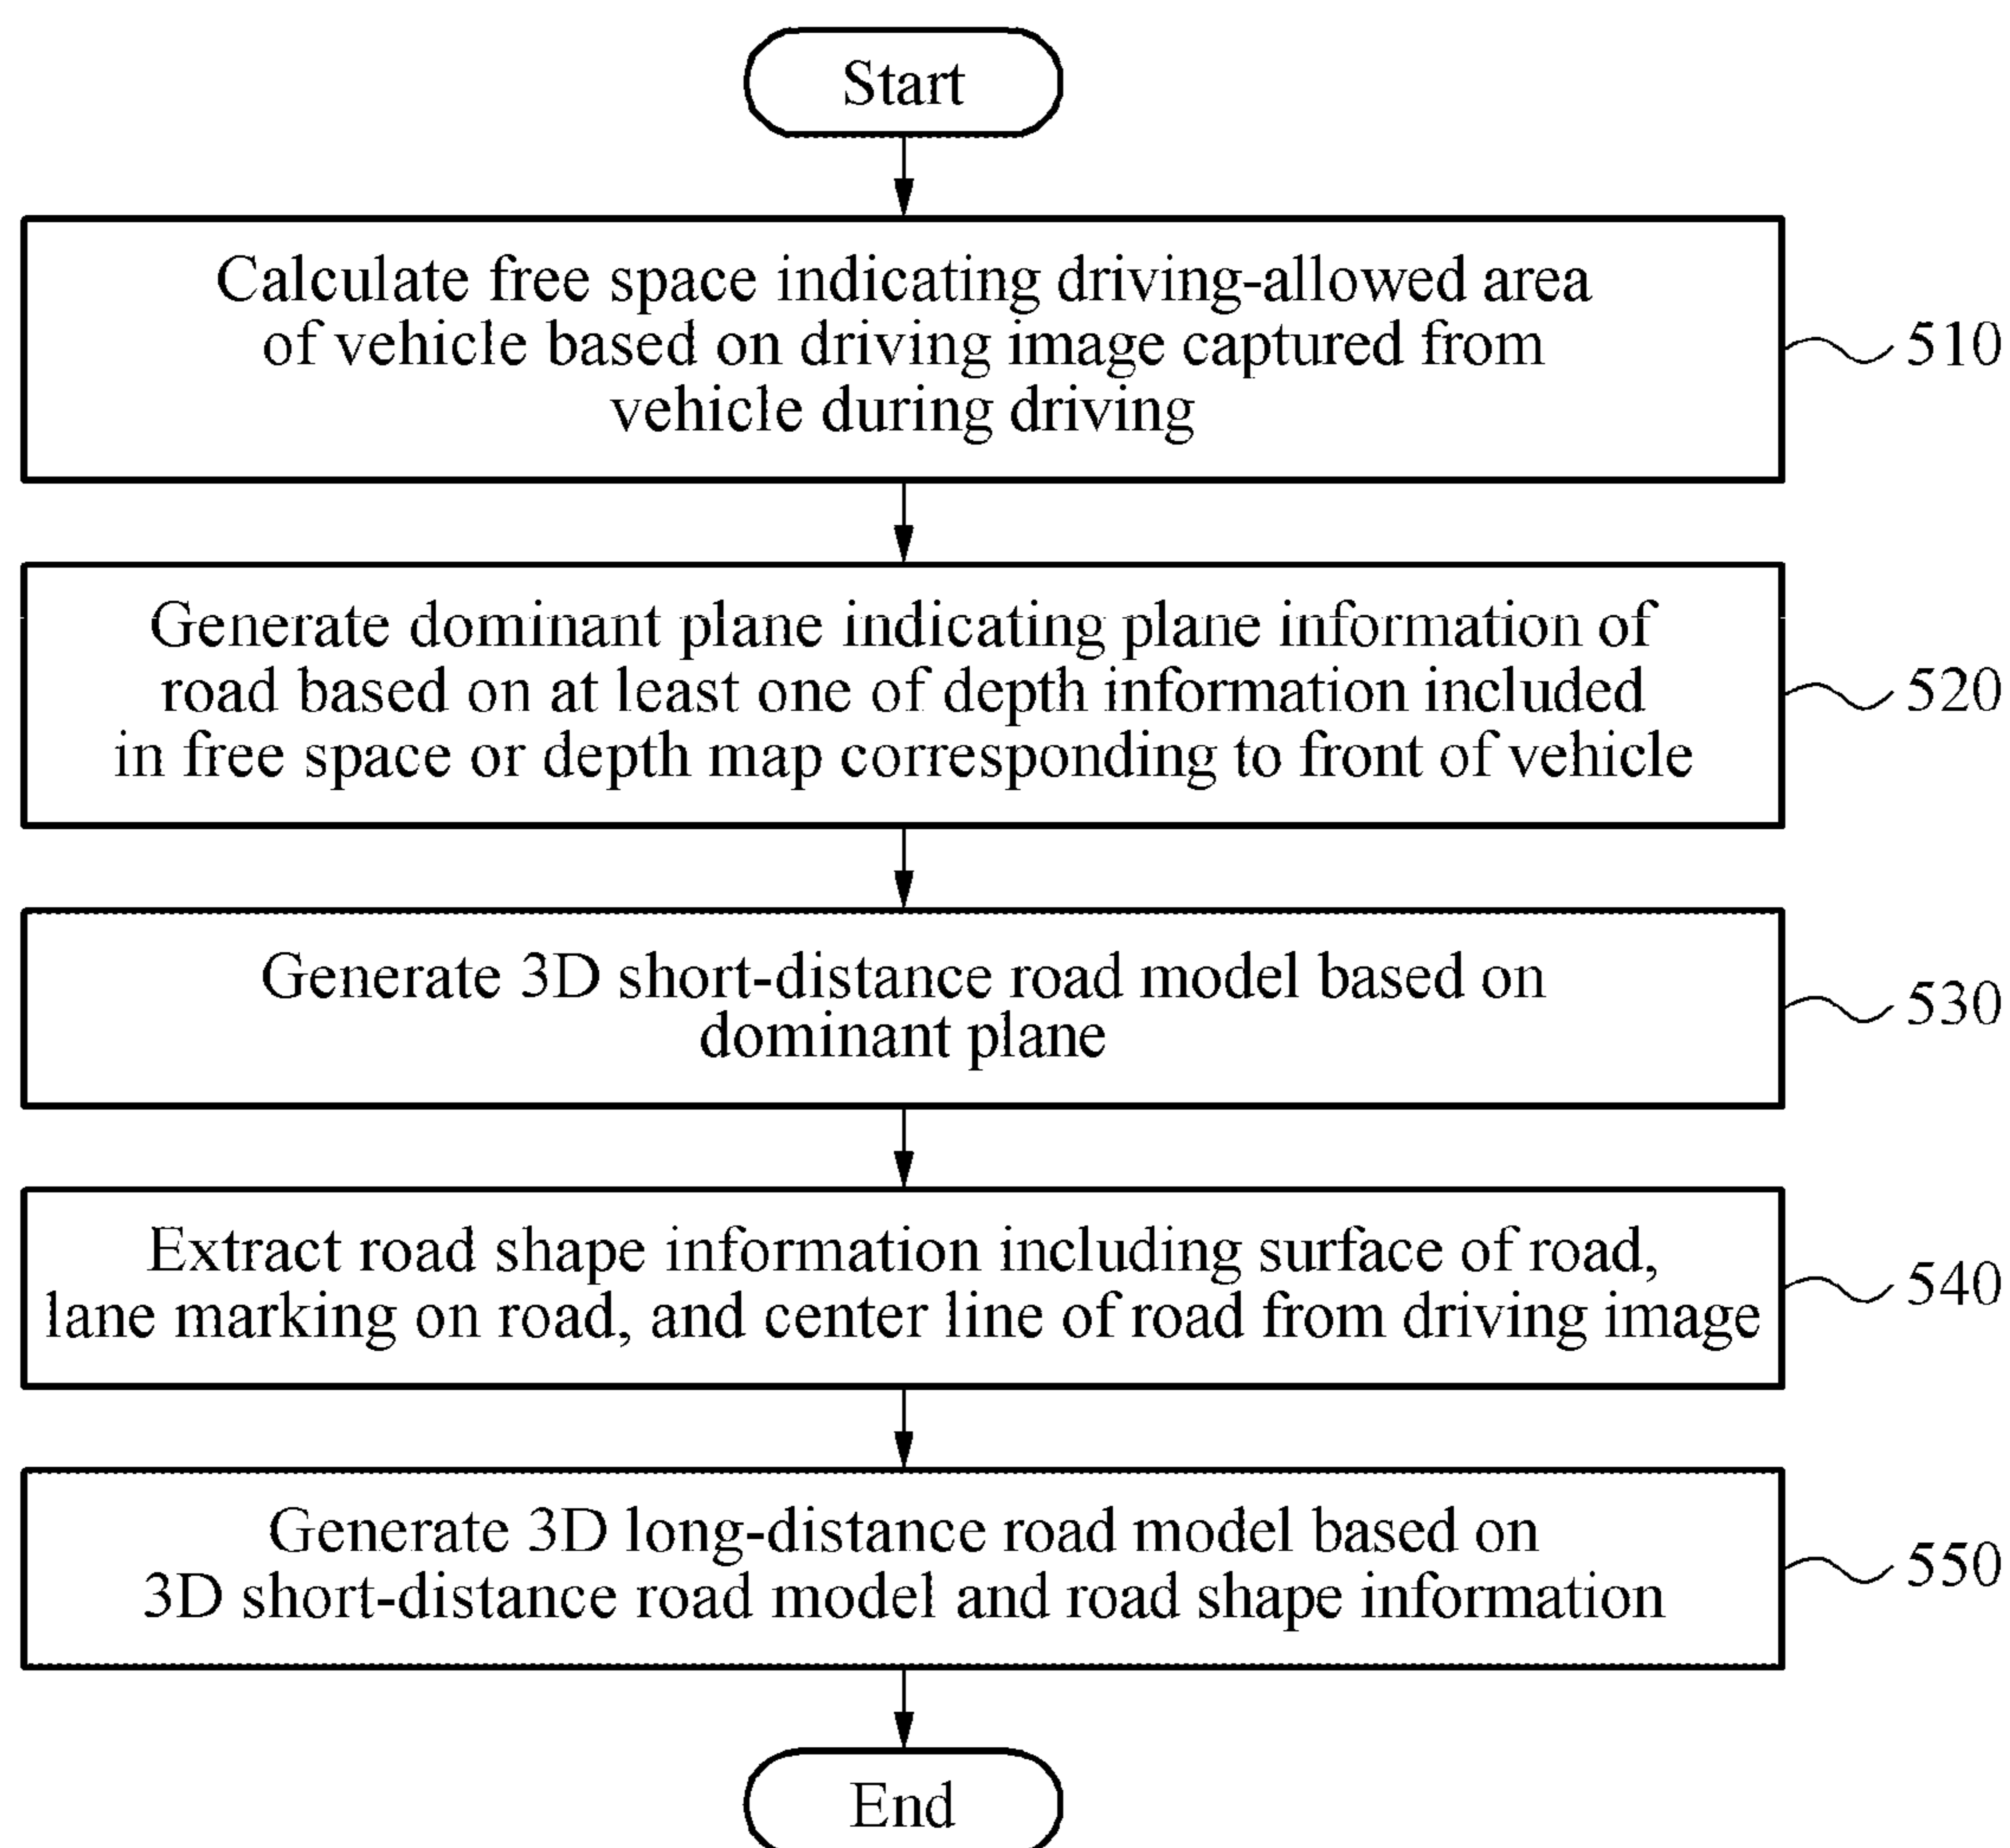 Start
Calculate free space indicating driving-allowed area
of vehicle based on driving image captured from
vehicle during driving
510
Generate dominant plane indicating plane information of
road based on at least one of depth information included
in free space or depth map corresponding to front of vehicle
520
Generate 3D short-distance road model based on
dominant plane
530
Extract road shape information including surface of road,
lane marking on road, and center line of road from driving image
540
Generate 3D long-distance road model based on
3D short-distance road model and road shape information
550
End